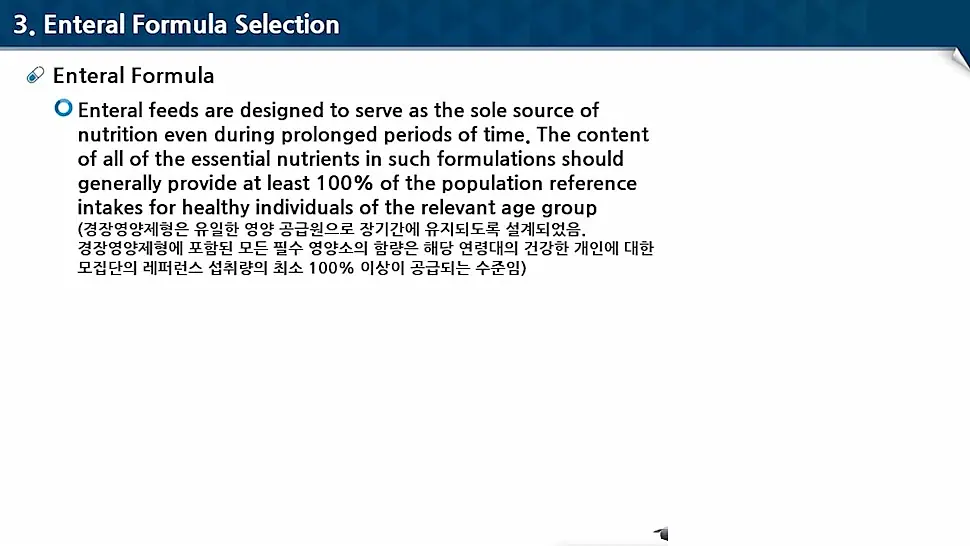 3. Enteral Formula Selection
Enteral Formula
Enteral feeds are designed to serve as the sole source of
nutrition even during prolonged periods of time. The content
of all of the essential nutrients in such formulations should
generally provide at least 100% of the population reference
intakes for healthy individuals of the relevant age group
(경장영양제형은 유일한 영양 공급원으로 장기간에 유지되도록 설계되었음.
경장영양제형에 포함된 모든 필수 영양소의 함량은 해당 연령대의 건강한 개인에 대한
모집단의 레퍼런스 섭취량의 최소 100% 이상이 공급되는 수준임)